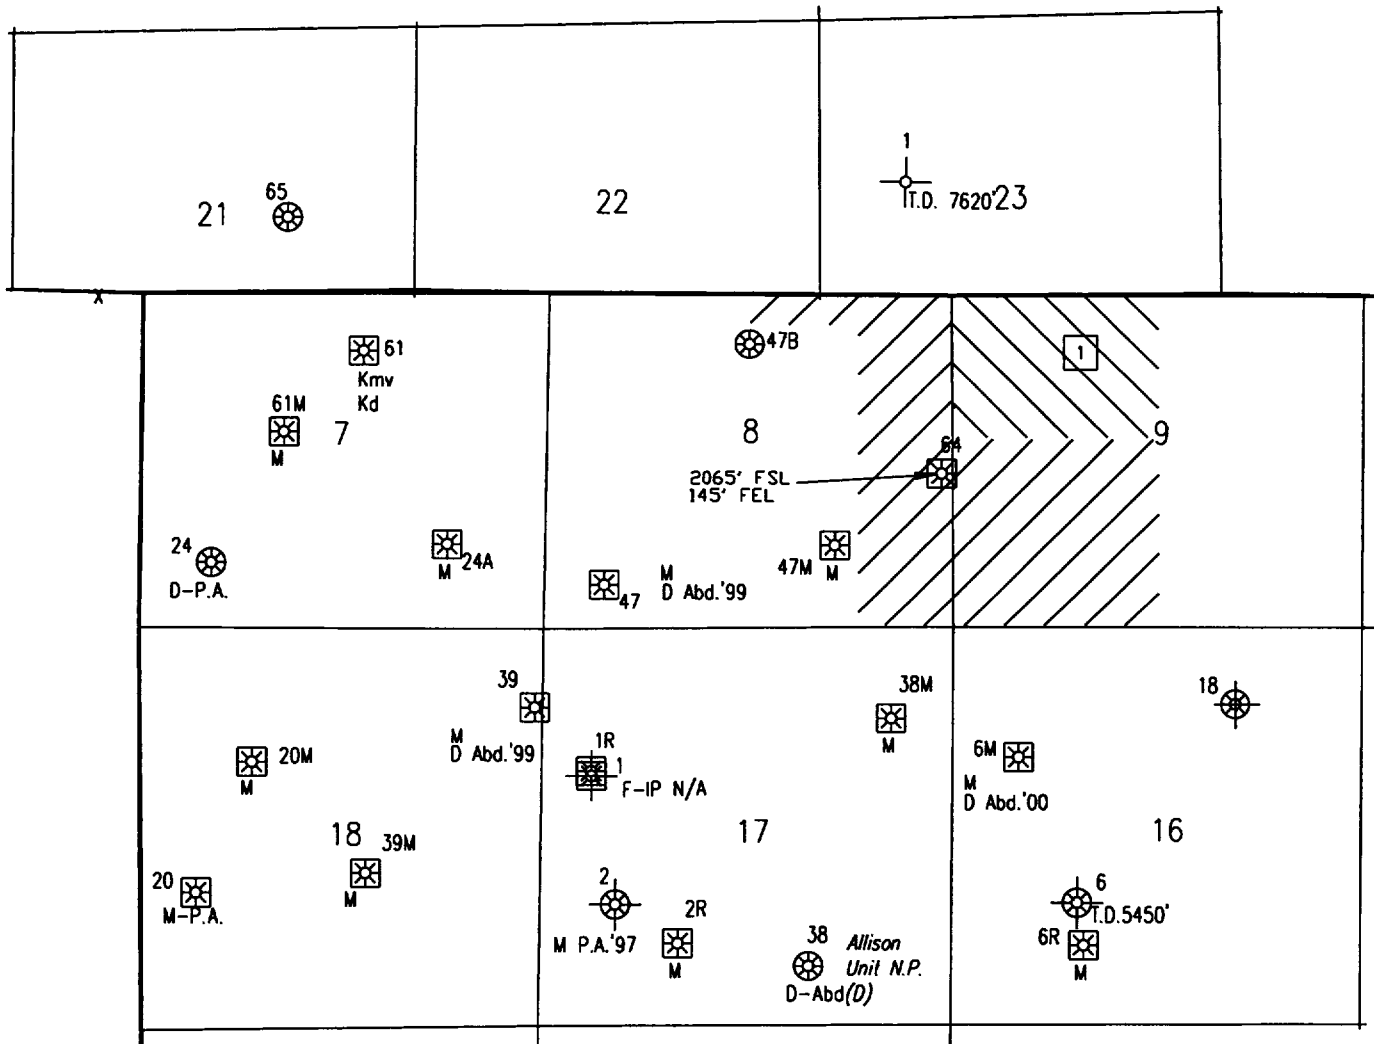 1
T.D. 7620'
23
22
65
21
X
61
Kmv
Kd
61M
M
7
47B
8
1
9
64
2065' FSL
145' FEL
24
D-P.A.
24A
M
47
M
D Abd.'99
47M
M
39
M
D Abd.'99
38M
M
18
20M
M
1R
1
F-IP N/A
6M
M
D Abd.'00
18
39M
M
17
16
20
M-P.A.
2
M P.A.'97
2R
M
38
Allison
Unit N.P.
D-Abd(D)
6
T.D.5450'
6R
M